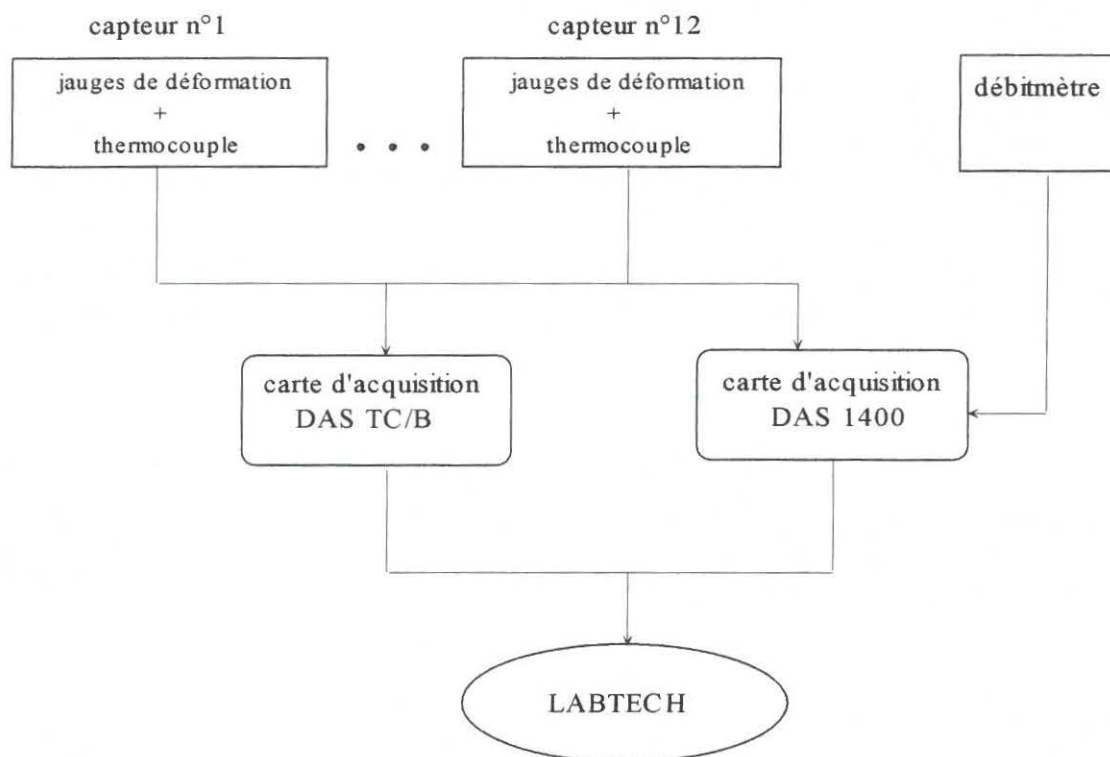 capteur n°1
jauges de déformation
+
thermocouple
• • •
capteur n°12
jauges de déformation
+
thermocouple
débitmètre
carte d'acquisition
DAS TC/B
carte d'acquisition
DAS 1400
LABTECH